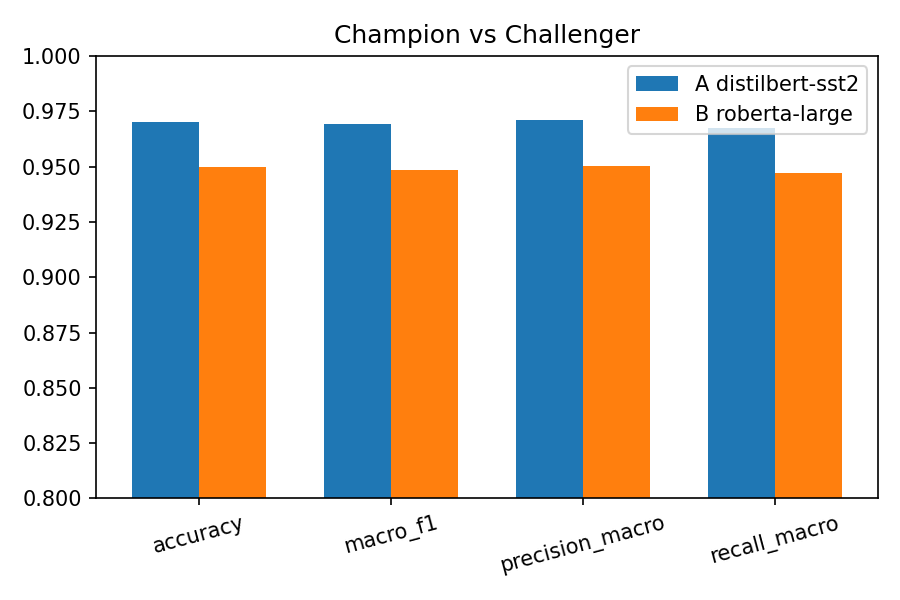 Champion vs Challenger
1.000
0.975
0.950
0.925
0.900
0.875
0.850
0.825
0.800
A distilbert-sst2
B roberta-large
accuracy
macro_f1
precision_macro
recall_macro